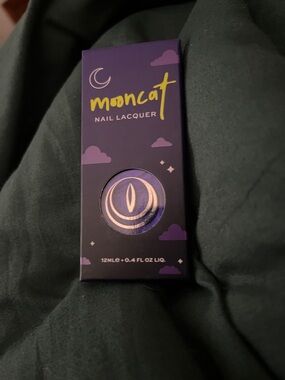 mooncat
NAIL LACQUER
12MLe • 0.4 FL OZ LIQ.